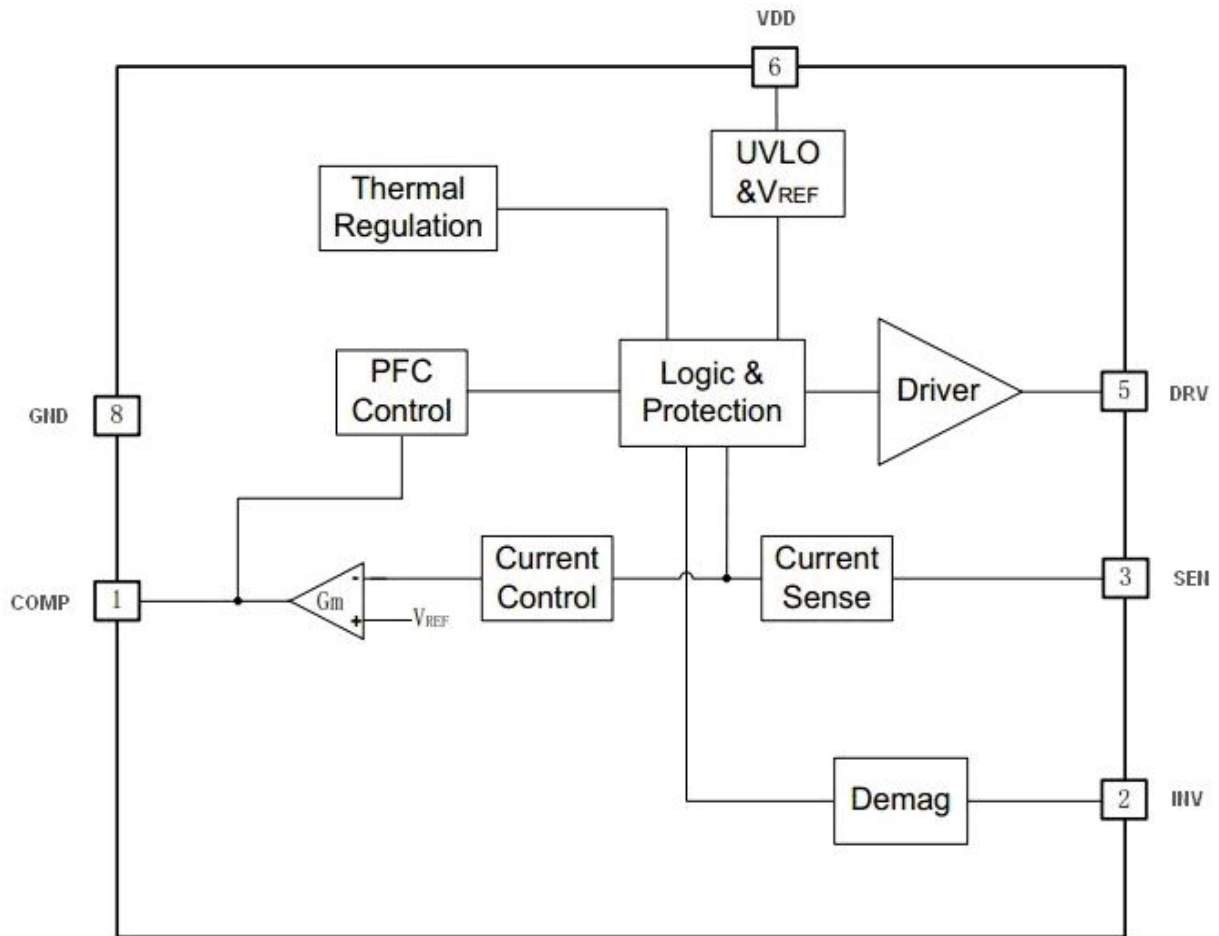 VDD
6
UVLO
&VREF
Thermal
Regulation
PFC
Control
Logic &
Protection
Driver
5
DRV
GND
8
Current
Control
Current
Sense
3
SEN
COMP
1
Gm
-
+
VREF
Demag
2
INV